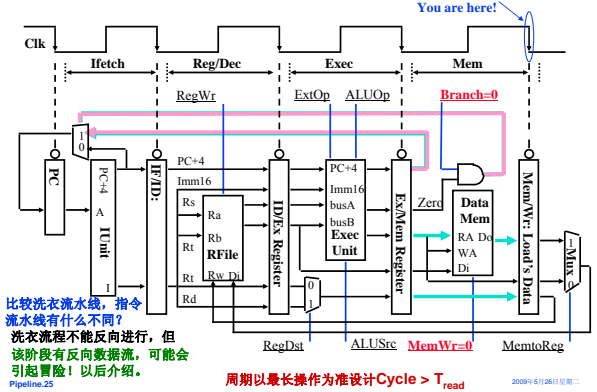 You are here!
Clk
Ifetch
Reg/Dec
Exec
Mem
RegWr
ExtOp
ALUOp
Branch=0
1
0
PC
PC+4
A
IUnit
I
IF/ID:
PC+4
Imm16
Rs
Ra
Rb
Rt
RFile
Rw Di
Rt
Rd
ID/Ex Register
0
1
PC+4
Imm16
busA
busB
Exec
Unit
Ex/Mem Register
Zero
Data
Mem
RA Do
WA
Di
Mem/Wr: Load's Data
1
Mux
0
RegDst
ALUSrc
MemWr=0
MemtoReg
比较洗衣流水线，指令
流水线有什么不同？
洗衣流程不能反向进行，但
该阶段有反向数据流，可能会
引起冒险！以后介绍。
Pipeline.25
周期以最长操作为准设计Cycle > Tread
2009年5月26日星期二